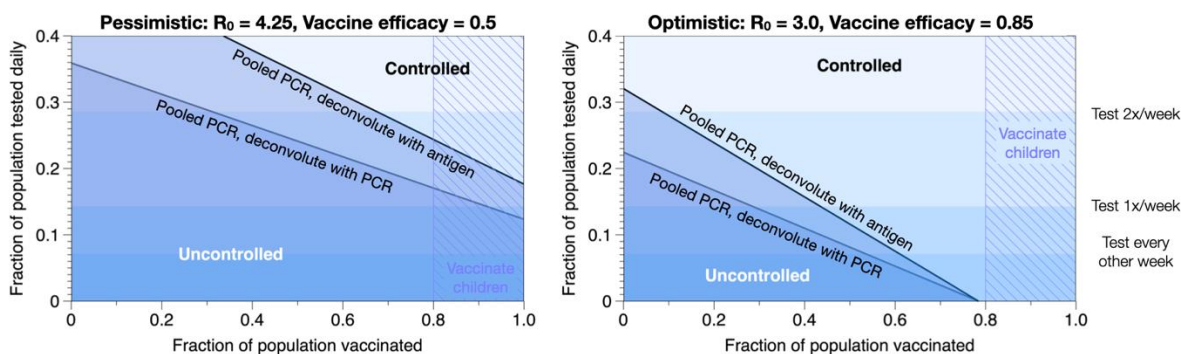 Pessimistic: R₀ = 4.25, Vaccine efficacy = 0.5
Fraction of population tested daily
0.4
0.3
0.2
0.1
0
Controlled
Pooled PCR, deconvolute with antigen
Pooled PCR, deconvolute with PCR
Uncontrolled
Vaccinate
children
0
0.2
0.4
0.6
0.8
1.0
Fraction of population vaccinated
Optimistic: R₀ = 3.0, Vaccine efficacy = 0.85
Fraction of population tested daily
0.4
0.3
0.2
0.1
0
Controlled
Pooled PCR, deconvolute with antigen
Pooled PCR, deconvolute with PCR
Uncontrolled
Vaccinate
children
0
0.2
0.4
0.6
0.8
1.0
Fraction of population vaccinated
Test 2x/week
Test 1x/week
Test every
other week